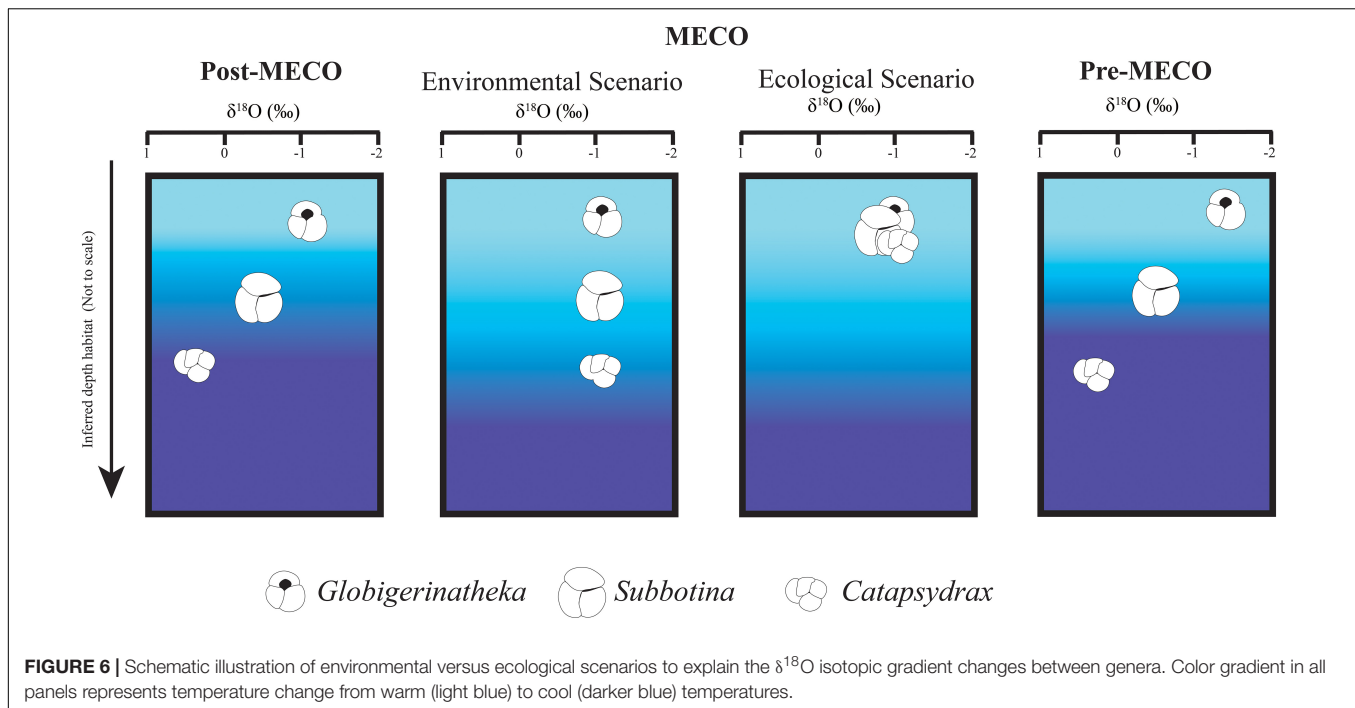 MECO
Post-MECO
Environmental Scenario
Ecological Scenario
Pre-MECO
δ18O (‰)
δ18O (‰)
δ18O (‰)
δ18O (‰)
1 0 -1 -2
1 0 -1 -2
1 0 -1 -2
1 0 -1 -2
Inferred depth habitat (Not to scale)
Globigerinatheka
Subbotina
Catapsydrax
FIGURE 6 | Schematic illustration of environmental versus ecological scenarios to explain the δ18O isotopic gradient changes between genera. Color gradient in all
panels represents temperature change from warm (light blue) to cool (darker blue) temperatures.